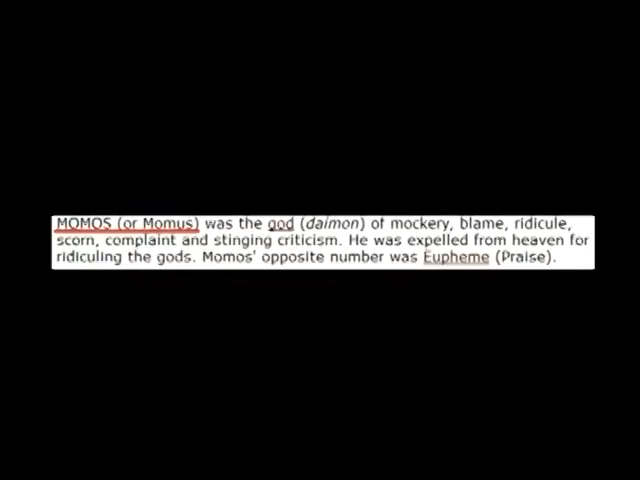 MOMOS (or Momus) was the god (daimon) of mockery, blame, ridicule,
scorn, complaint and stinging criticism. He was expelled from heaven for
ridiculing the gods. Momos' opposite number was Eupheme (Praise).